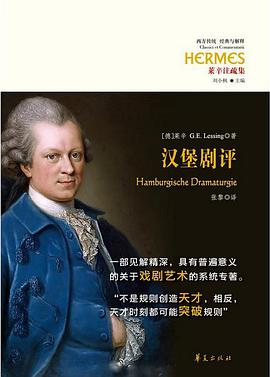 西方传统 经典与解释
Classici et Commentarii
HERMES
莱辛注疏集
刘小枫 ● 主编
[德]莱辛 G.E. Lessing ◎ 著
汉堡剧评
Hamburgische Dramaturgie
张黎 ◎ 译
一部见解精深，具有普遍意义
的关于戏剧艺术的系统专著。
“不是规则创造天才，相反，
天才时刻都可能突破规则”
华夏出版社